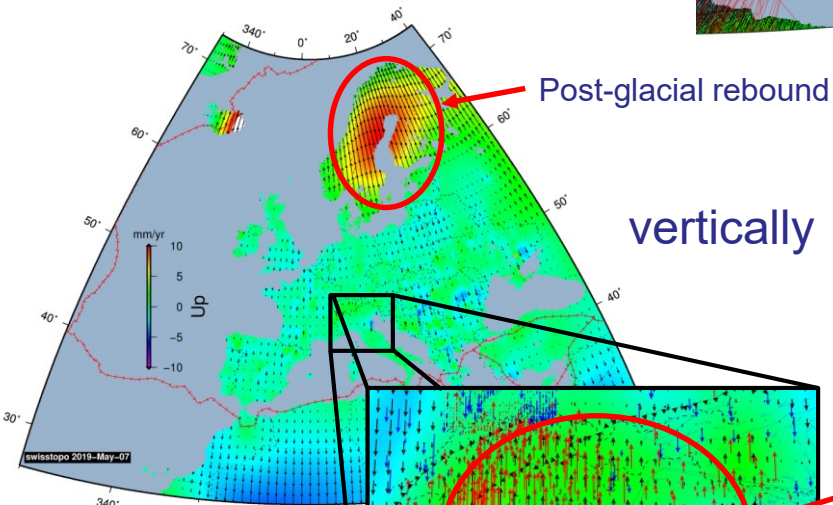 340° 0° 20° 40°
70° 70°
Post-glacial rebound
60° 60°
50° 50°
vertically
mm/yr
10
5
0
−5
−10
Up
40° 40°
30°
swisstopo 2019−May−07
340°